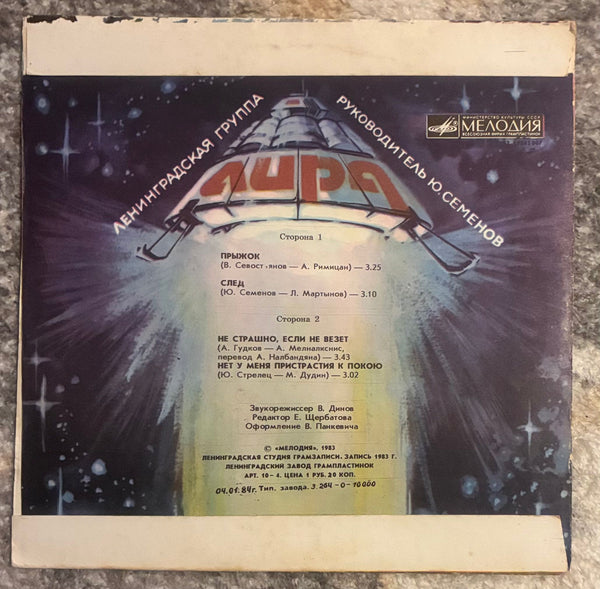 ЛЕНИНГРАДСКАЯ ГРУППА
РУКОВОДИТЕЛЬ Ю. СЕМЕНОВ
МИНИСТЕРСТВО КУЛЬТУРЫ СССР
МЕЛОДИЯ
ВСЕСОЮЗНАЯ ФИРМА ГРАМПЛАСТИНОК
ЛИРА
Сторона 1
ПРЫЖОК
(В. Севостьянов — А. Римицан) — 3.25
СЛЕД
(Ю. Семенов — Л. Мартынов) — 3.10
Сторона 2
НЕ СТРАШНО, ЕСЛИ НЕ ВЕЗЕТ
(А. Гудков — А. Мелналкснис,
перевод А. Налбандяна) — 3.43
НЕТ У МЕНЯ ПРИСТРАСТИЯ К ПОКОЮ
(Ю. Стрелец — М. Дудин) — 3.02
Звукорежиссер В. Динов
Редактор Е. Щербатова
Оформление В. Панкевича
© «МЕЛОДИЯ», 1983
ЛЕНИНГРАДСКАЯ СТУДИЯ ГРАМЗАПИСИ. ЗАПИСЬ 1983 Г.
ЛЕНИНГРАДСКИЙ ЗАВОД ГРАМПЛАСТИНОК
АРТ. 10—4. ЦЕНА 1 РУБ. 20 КОП.
04.01.84г. Тип. завода. З. 264-0-10000